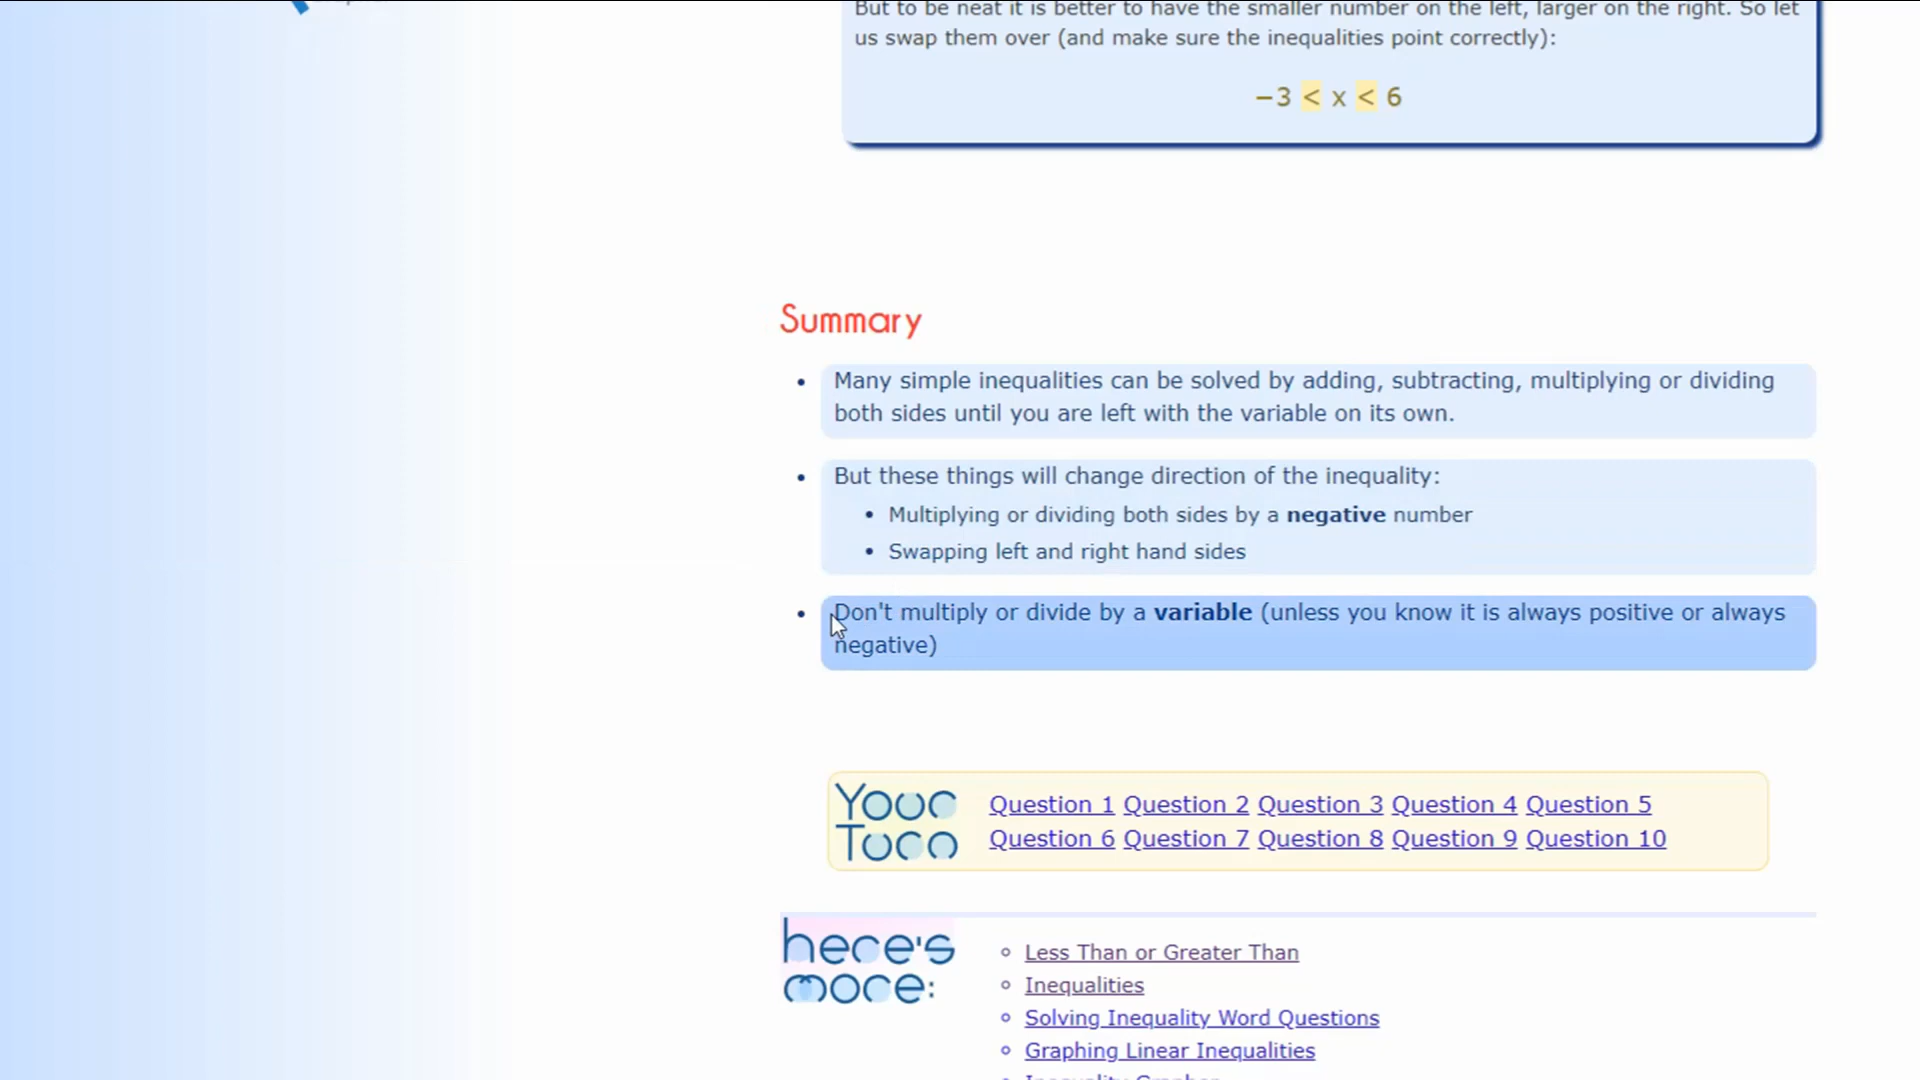 But to be neat it is better to have the smaller number on the left, larger on the right. So let
us swap them over (and make sure the inequalities point correctly):
−3 < x < 6
Summary
• Many simple inequalities can be solved by adding, subtracting, multiplying or dividing
both sides until you are left with the variable on its own.
• But these things will change direction of the inequality:
• Multiplying or dividing both sides by a negative number
• Swapping left and right hand sides
• Don't multiply or divide by a variable (unless you know it is always positive or always
negative)
Your
Turn
Question 1 Question 2 Question 3 Question 4 Question 5
Question 6 Question 7 Question 8 Question 9 Question 10
here's
more:
Less Than or Greater Than
Inequalities
Solving Inequality Word Questions
Graphing Linear Inequalities
Inequality Grapher